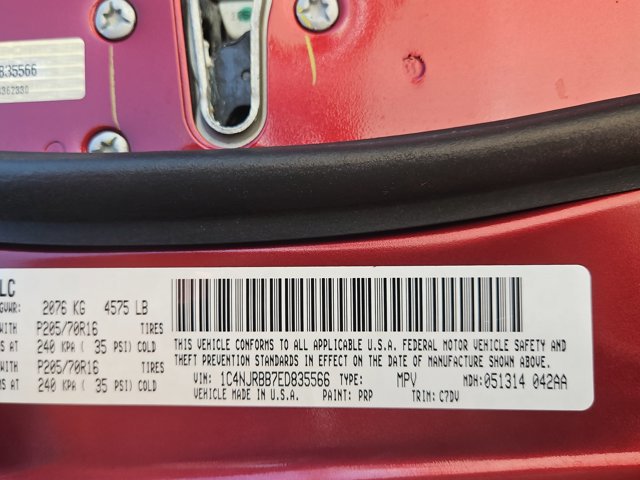 835566
LC
GVWR: 2076 KG 4575 LB
WITH P205/70R16 TIRES
S AT 240 KPA ( 35 PSI) COLD
WITH P205/70R16 TIRES
S AT 240 KPA ( 35 PSI) COLD
THIS VEHICLE CONFORMS TO ALL APPLICABLE U.S.A. FEDERAL MOTOR VEHICLE SAFETY AND
THEFT PREVENTION STANDARDS IN EFFECT ON THE DATE OF MANUFACTURE SHOWN ABOVE.
VIN: 1C4NJRBB7ED835566 TYPE: MPV MDH: 051314 042AA
VEHICLE MADE IN U.S.A. PAINT: PRP TRIM: C7DV